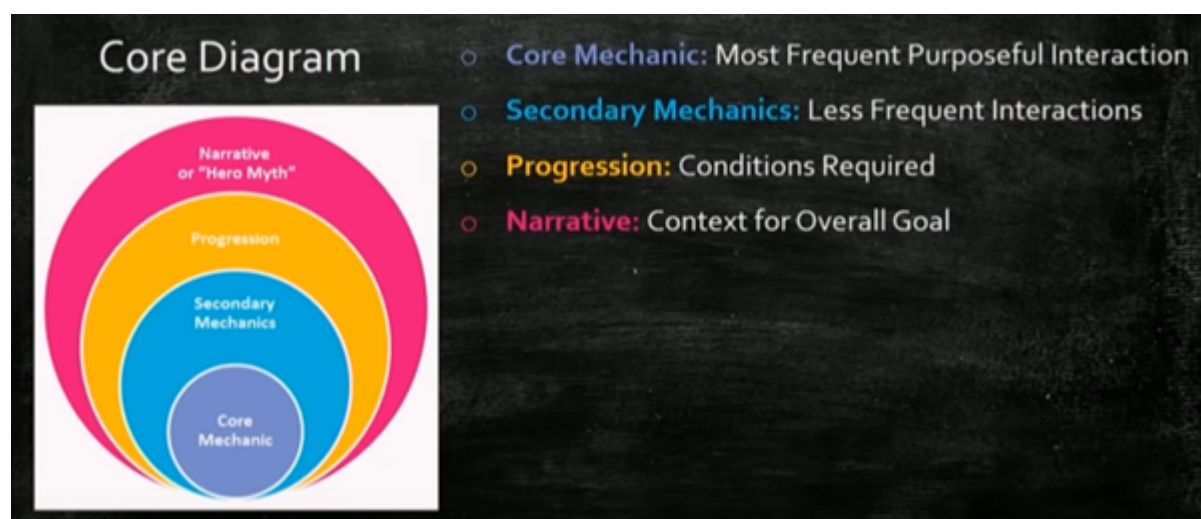 Core Diagram
Narrative
or "Hero Myth"
Progression
Secondary
Mechanics
Core
Mechanic
Core Mechanic: Most Frequent Purposeful Interaction
Secondary Mechanics: Less Frequent Interactions
Progression: Conditions Required
Narrative: Context for Overall Goal